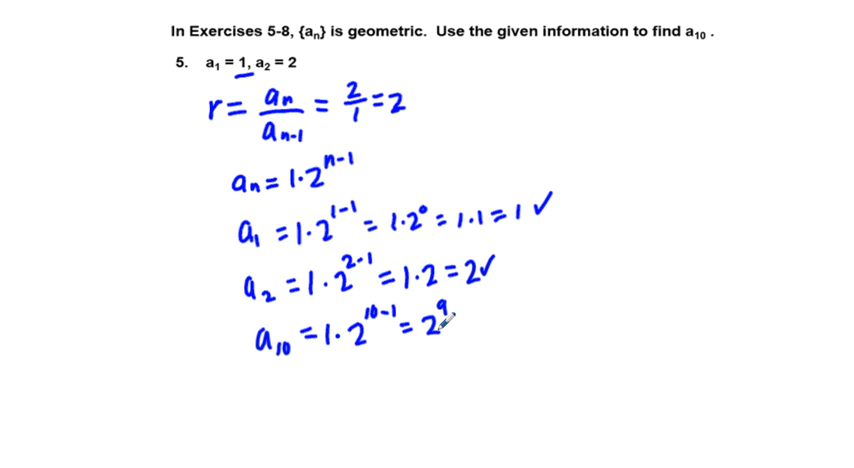 In Exercises 5-8, {aₙ} is geometric. Use the given information to find a₁₀ .
5. a₁ = 1, a₂ = 2
r = aₙ / aₙ₋₁ = 2/1 = 2
aₙ = 1·2ⁿ⁻¹
a₁ = 1·2¹⁻¹ = 1·2⁰ = 1·1 = 1 ✓
a₂ = 1·2²⁻¹ = 1·2 = 2 ✓
a₁₀ = 1·2¹⁰⁻¹ = 2⁹